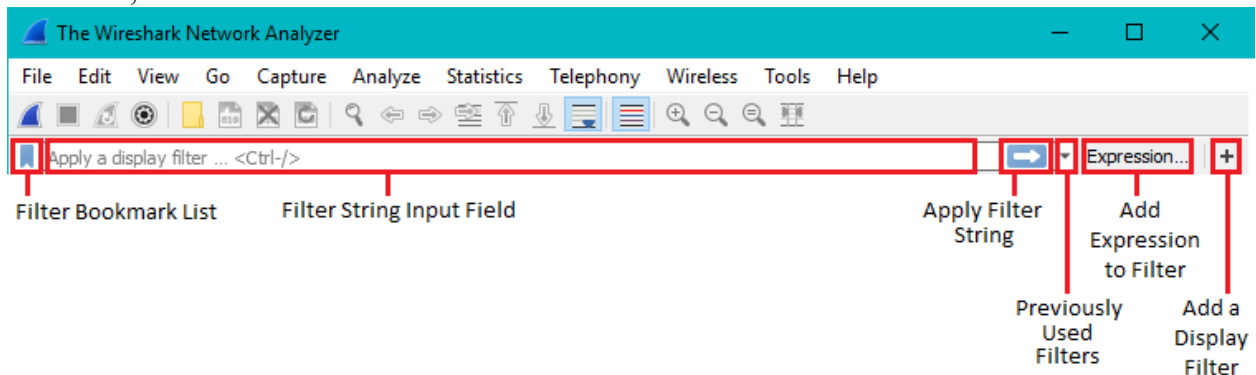 The Wireshark Network Analyzer
File Edit View Go Capture Analyze Statistics Telephony Wireless Tools Help
Apply a display filter ... <Ctrl-/>
Expression...
+
Filter Bookmark List
Filter String Input Field
Apply Filter
String
Add
Expression
to Filter
Previously
Used
Filters
Add a
Display
Filter